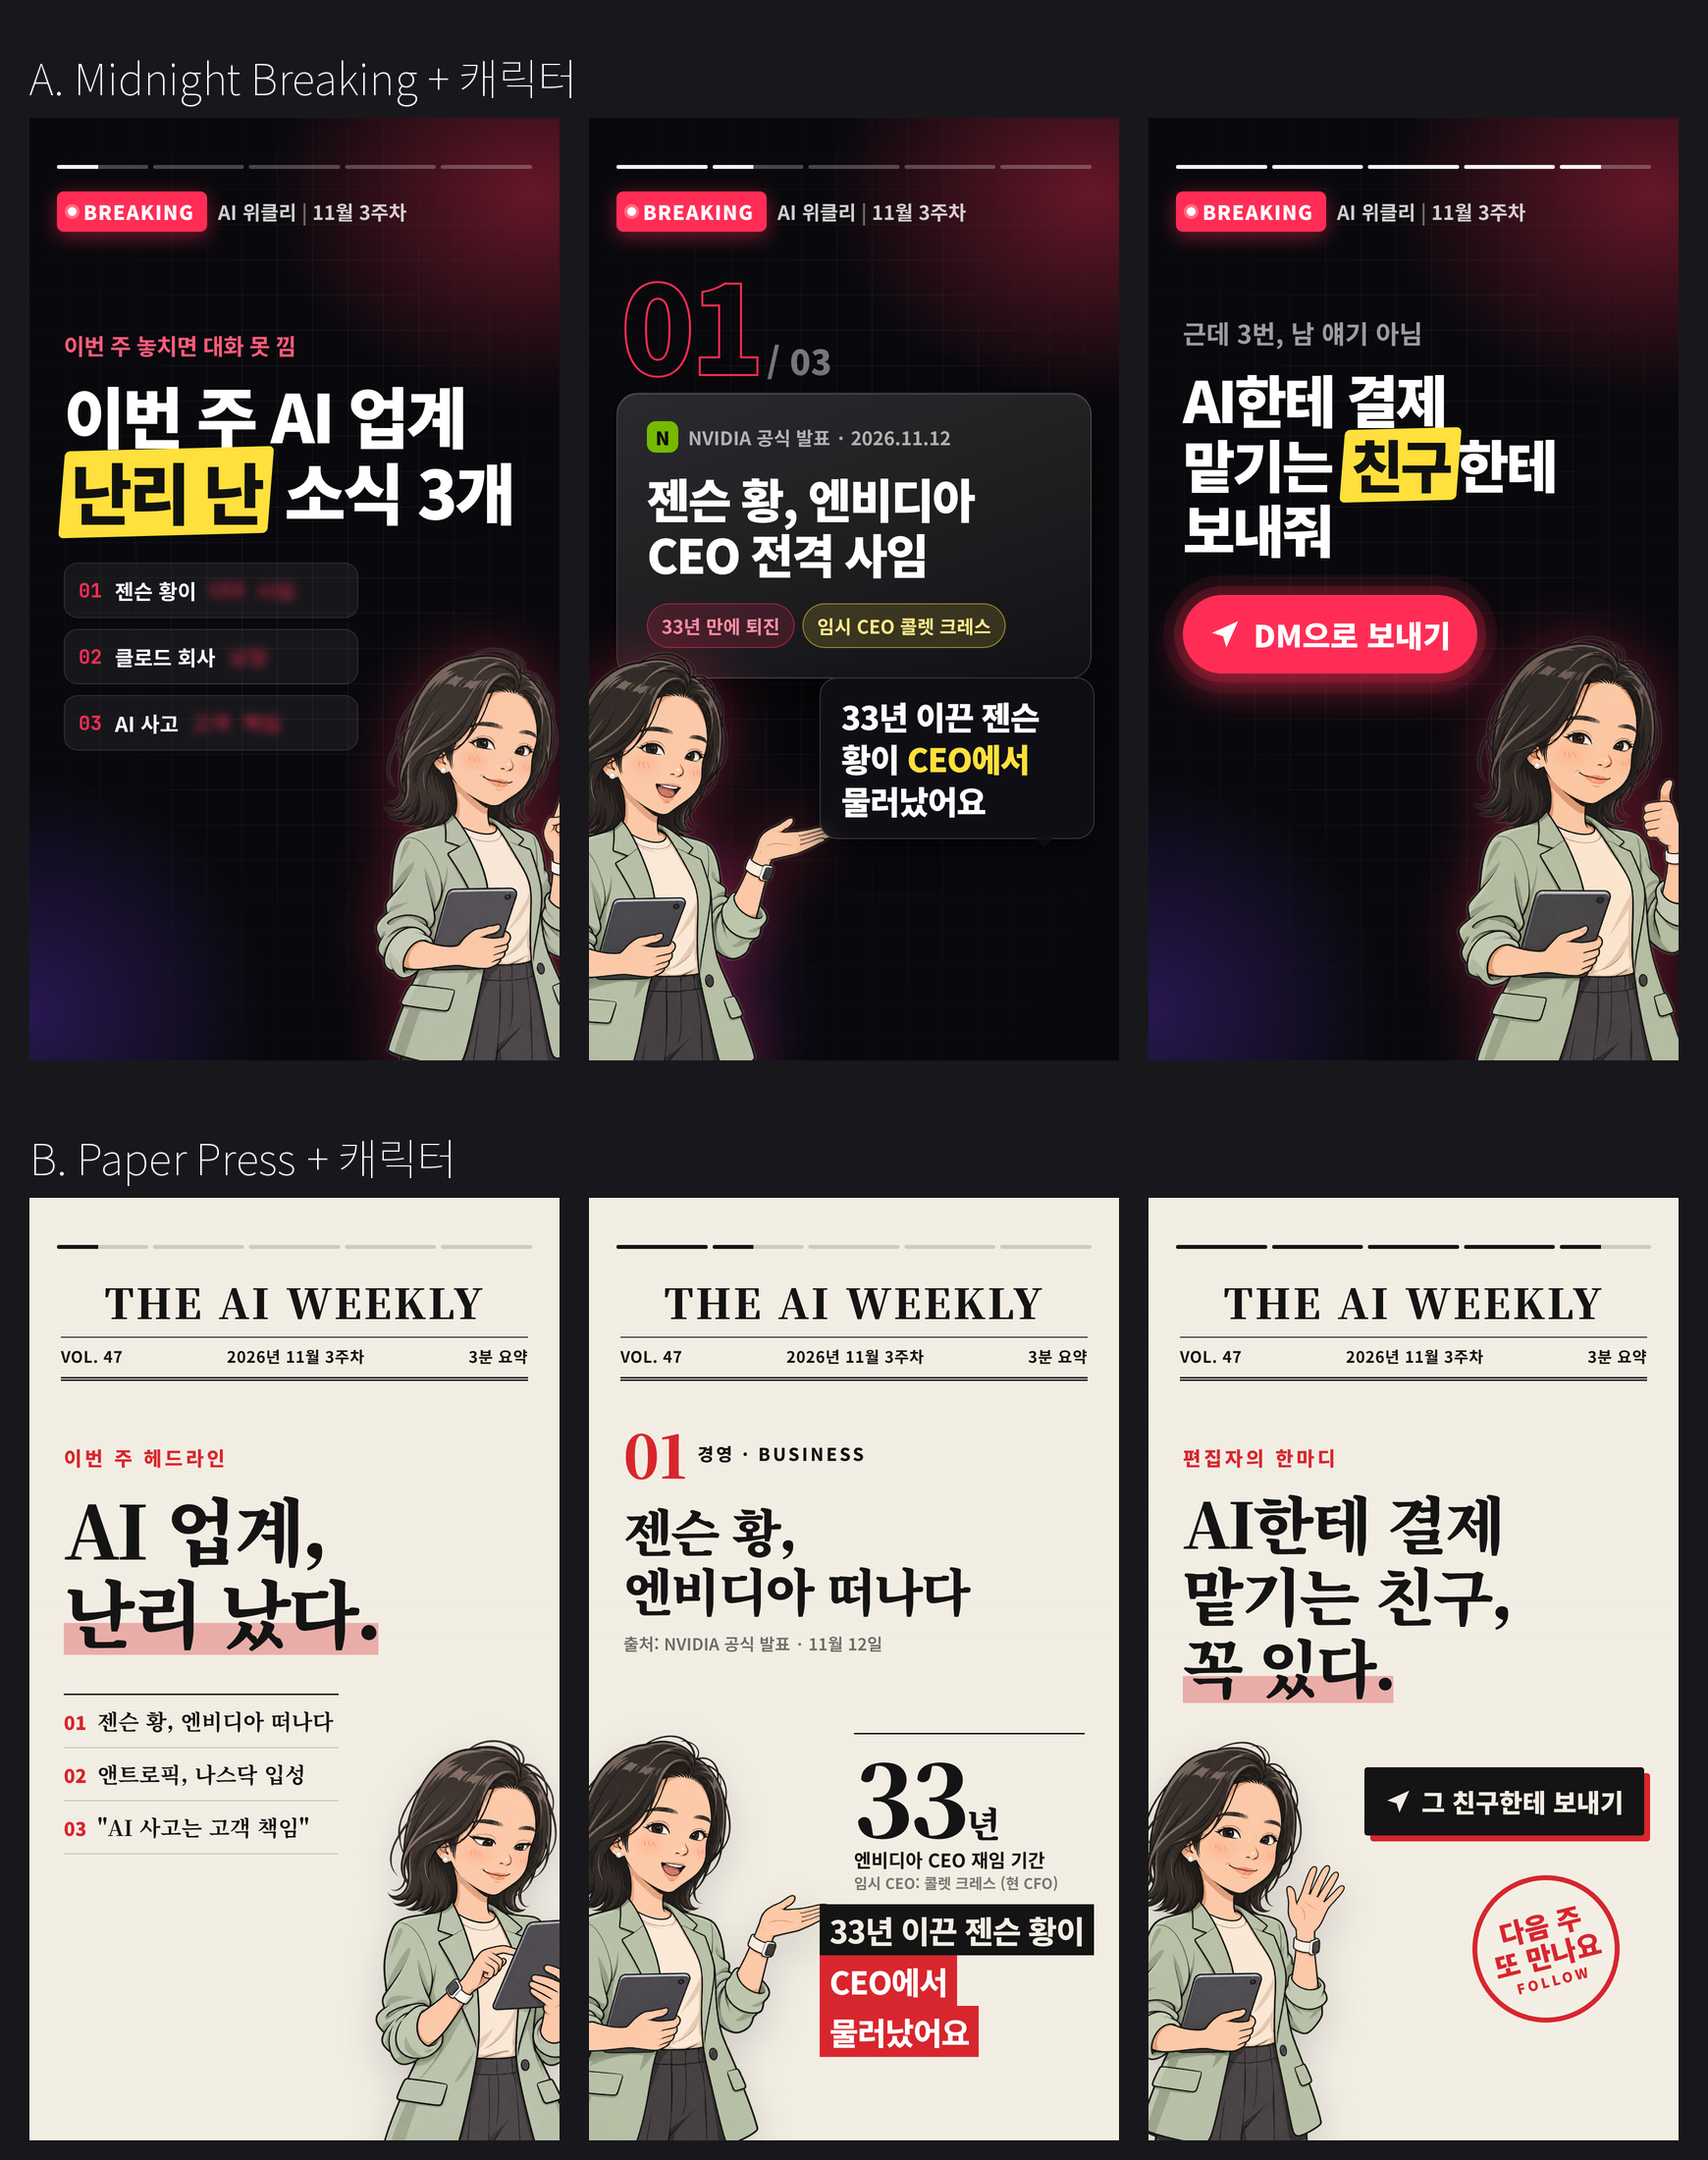 A. Midnight Breaking + 캐릭터
BREAKING AI 위클리 | 11월 3주차
이번 주 놓치면 대화 못 낌
이번 주 AI 업계
난리 난 소식 3개
01 젠슨 황이
02 클로드 회사
03 AI 사고
BREAKING AI 위클리 | 11월 3주차
01 / 03
N NVIDIA 공식 발표 · 2026.11.12
젠슨 황, 엔비디아
CEO 전격 사임
33년 만에 퇴진 임시 CEO 콜렛 크레스
33년 이끈 젠슨
황이 CEO에서
물러났어요
BREAKING AI 위클리 | 11월 3주차
근데 3번, 남 얘기 아님
AI한테 결제
맡기는 친구한테
보내줘
DM으로 보내기
B. Paper Press + 캐릭터
THE AI WEEKLY
VOL. 47 2026년 11월 3주차 3분 요약
이번 주 헤드라인
AI 업계,
난리 났다.
01 젠슨 황, 엔비디아 떠나다
02 앤트로픽, 나스닥 입성
03 "AI 사고는 고객 책임"
THE AI WEEKLY
VOL. 47 2026년 11월 3주차 3분 요약
01 경영 · BUSINESS
젠슨 황,
엔비디아 떠나다
출처: NVIDIA 공식 발표 · 11월 12일
33년
엔비디아 CEO 재임 기간
임시 CEO: 콜렛 크레스 (현 CFO)
33년 이끈 젠슨 황이
CEO에서
물러났어요
THE AI WEEKLY
VOL. 47 2026년 11월 3주차 3분 요약
편집자의 한마디
AI한테 결제
맡기는 친구,
꼭 있다.
그 친구한테 보내기
다음 주
또 만나요
FOLLOW